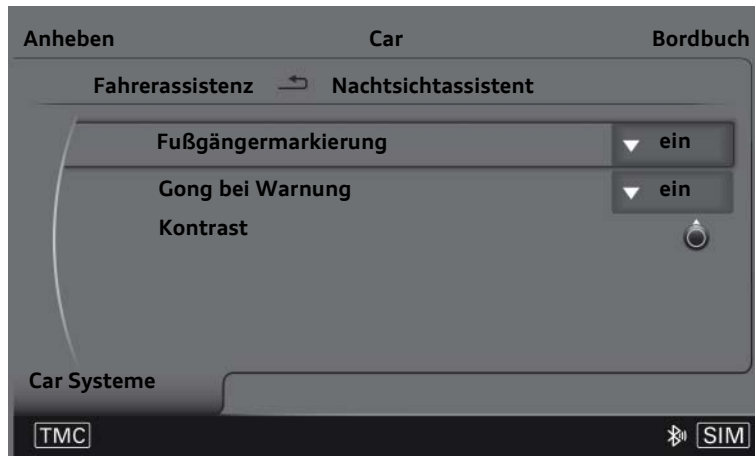 Anheben Car Bordbuch
Fahrerassistenz Nachtsichtassistent
Fußgängermarkierung ein
Gong bei Warnung ein
Kontrast
Car Systeme
TMC SIM